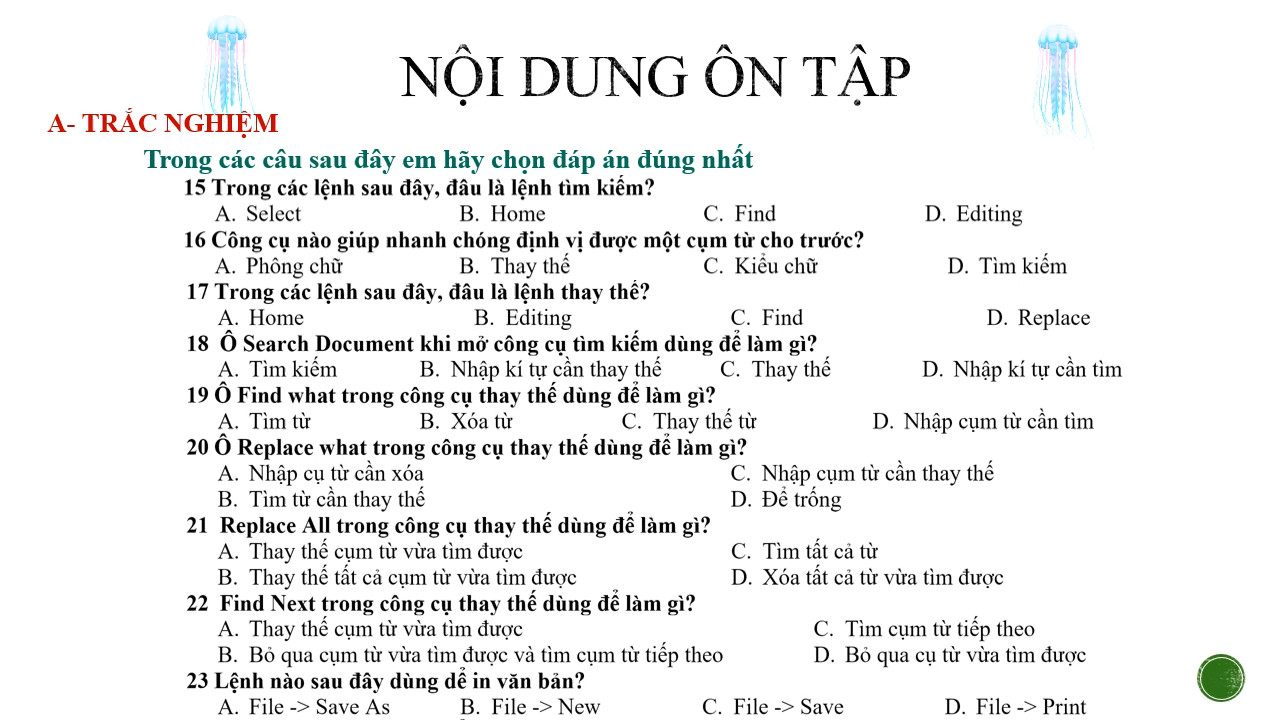 NỘI DUNG ÔN TẬP
A- TRẮC NGHIỆM
Trong các câu sau đây em hãy chọn đáp án đúng nhất
15 Trong các lệnh sau đây, đâu là lệnh tìm kiếm?
A. Select B. Home C. Find D. Editing
16 Công cụ nào giúp nhanh chóng định vị được một cụm từ cho trước?
A. Phông chữ B. Thay thế C. Kiểu chữ D. Tìm kiếm
17 Trong các lệnh sau đây, đâu là lệnh thay thế?
A. Home B. Editing C. Find D. Replace
18 Ô Search Document khi mở công cụ tìm kiếm dùng để làm gì?
A. Tìm kiếm B. Nhập kí tự cần thay thế C. Thay thế D. Nhập kí tự cần tìm
19 Ô Find what trong công cụ thay thế dùng để làm gì?
A. Tìm từ B. Xóa từ C. Thay thế từ D. Nhập cụm từ cần tìm
20 Ô Replace what trong công cụ thay thế dùng để làm gì?
A. Nhập cụ từ cần xóa C. Nhập cụm từ cần thay thế
B. Tìm từ cần thay thế D. Để trống
21 Replace All trong công cụ thay thế dùng để làm gì?
A. Thay thế cụm từ vừa tìm được C. Tìm tất cả từ
B. Thay thế tất cả cụm từ vừa tìm được D. Xóa tất cả từ vừa tìm được
22 Find Next trong công cụ thay thế dùng để làm gì?
A. Thay thế cụm từ vừa tìm được C. Tìm cụm từ tiếp theo
B. Bỏ qua cụm từ vừa tìm được và tìm cụm từ tiếp theo D. Bỏ qua cụ từ vừa tìm được
23 Lệnh nào sau đây dùng dể in văn bản?
A. File -> Save As B. File -> New C. File -> Save D. File -> Print